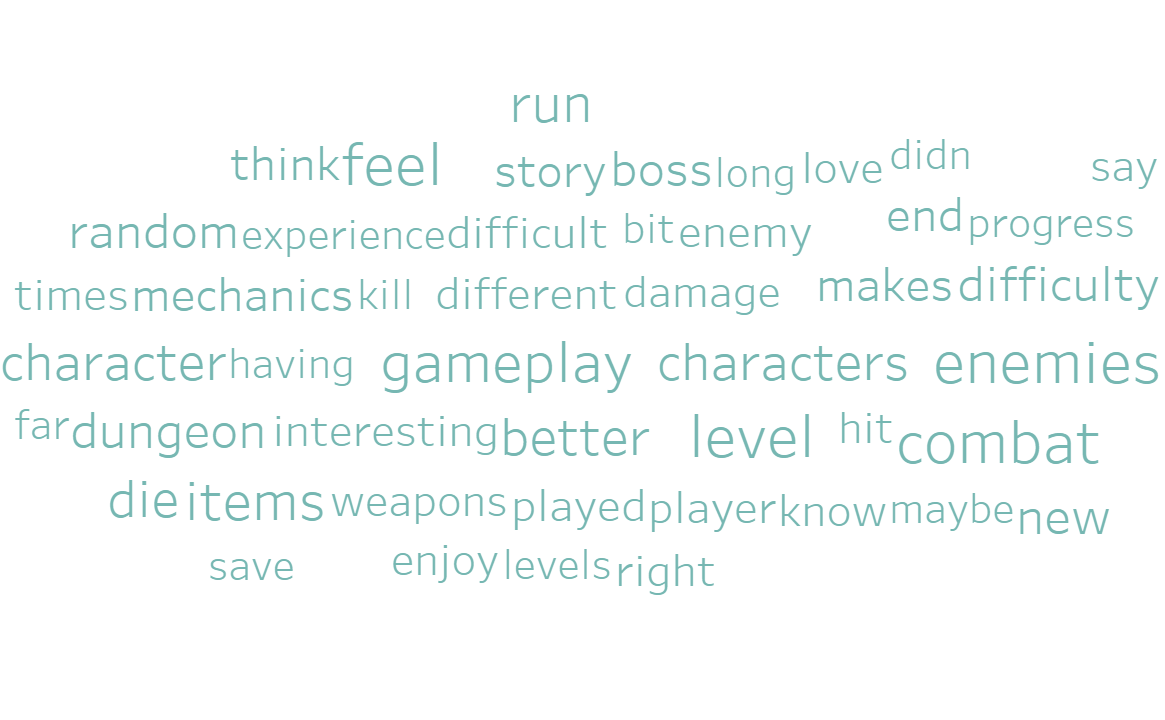 run
think feel story boss long love didn say
random experience difficult bit enemy end progress
times mechanics kill different damage makes difficulty
character having gameplay characters enemies
far dungeon interesting better level hit combat
die items weapons played player know maybe new
save enjoy levels right